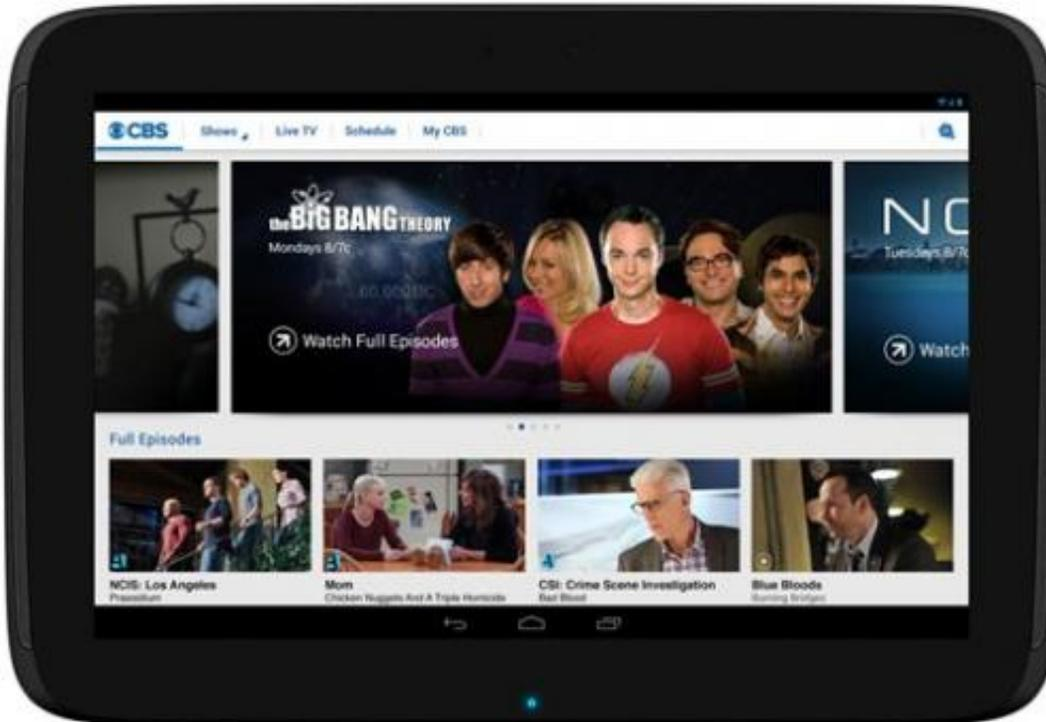 CBS
Shows
Live TV
Schedule
My CBS
the BiG BANG THEORY
Mondays 8/7c
Watch Full Episodes
NC
Tuesdays 8/7c
Watch
Full Episodes
NCIS: Los Angeles
Praesidium
Mom
Chicken Nuggets And A Triple Homicide
CSI: Crime Scene Investigation
Bad Blood
Blue Bloods
Burning Bridges